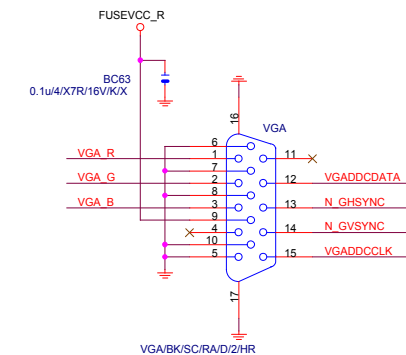 FUSEVCC_R
BC63
0.1u/4/X7R/16V/K/X
16
VGA
6
VGA_R
1
11
7
VGA_G
2
12
VGADDCDATA
8
VGA_B
3
13
N_GHSYNC
9
4
14
N_GVSYNC
10
5
15
VGADDCCLK
17
VGA/BK/SC/RA/D/2/HR